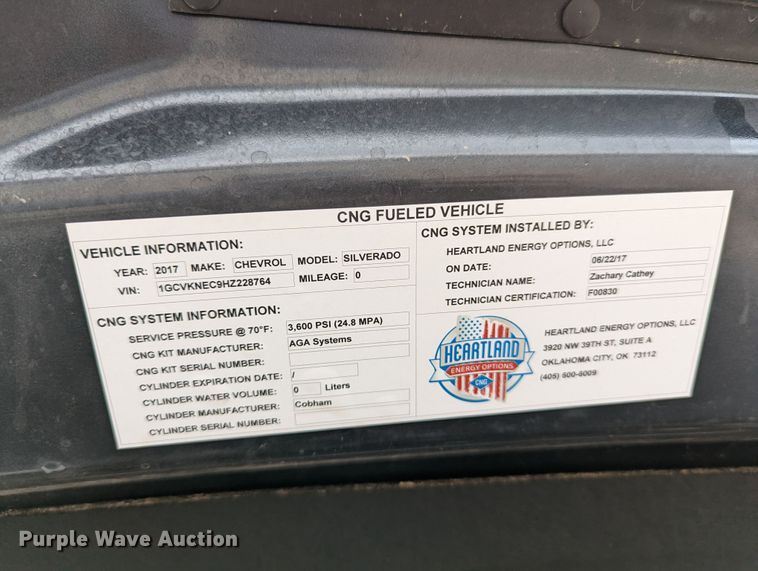 CNG FUELED VEHICLE
VEHICLE INFORMATION:
YEAR: 2017 MAKE: CHEVROL MODEL: SILVERADO
VIN: 1GCVKNEC9HZ228764 MILEAGE: 0
CNG SYSTEM INFORMATION:
SERVICE PRESSURE @ 70°F: 3,600 PSI (24.8 MPA)
CNG KIT MANUFACTURER: AGA Systems
CNG KIT SERIAL NUMBER:
CYLINDER EXPIRATION DATE: /
CYLINDER WATER VOLUME: 0 Liters
CYLINDER MANUFACTURER: Cobham
CYLINDER SERIAL NUMBER:
CNG SYSTEM INSTALLED BY:
HEARTLAND ENERGY OPTIONS, LLC
ON DATE: 06/22/17
TECHNICIAN NAME: Zachary Cathey
TECHNICIAN CERTIFICATION: F00830
HEARTLAND
ENERGY OPTIONS
CNG
HEARTLAND ENERGY OPTIONS, LLC
3920 NW 39TH ST, SUITE A
OKLAHOMA CITY, OK 73112
(405) 600-6009
Purple Wave Auction